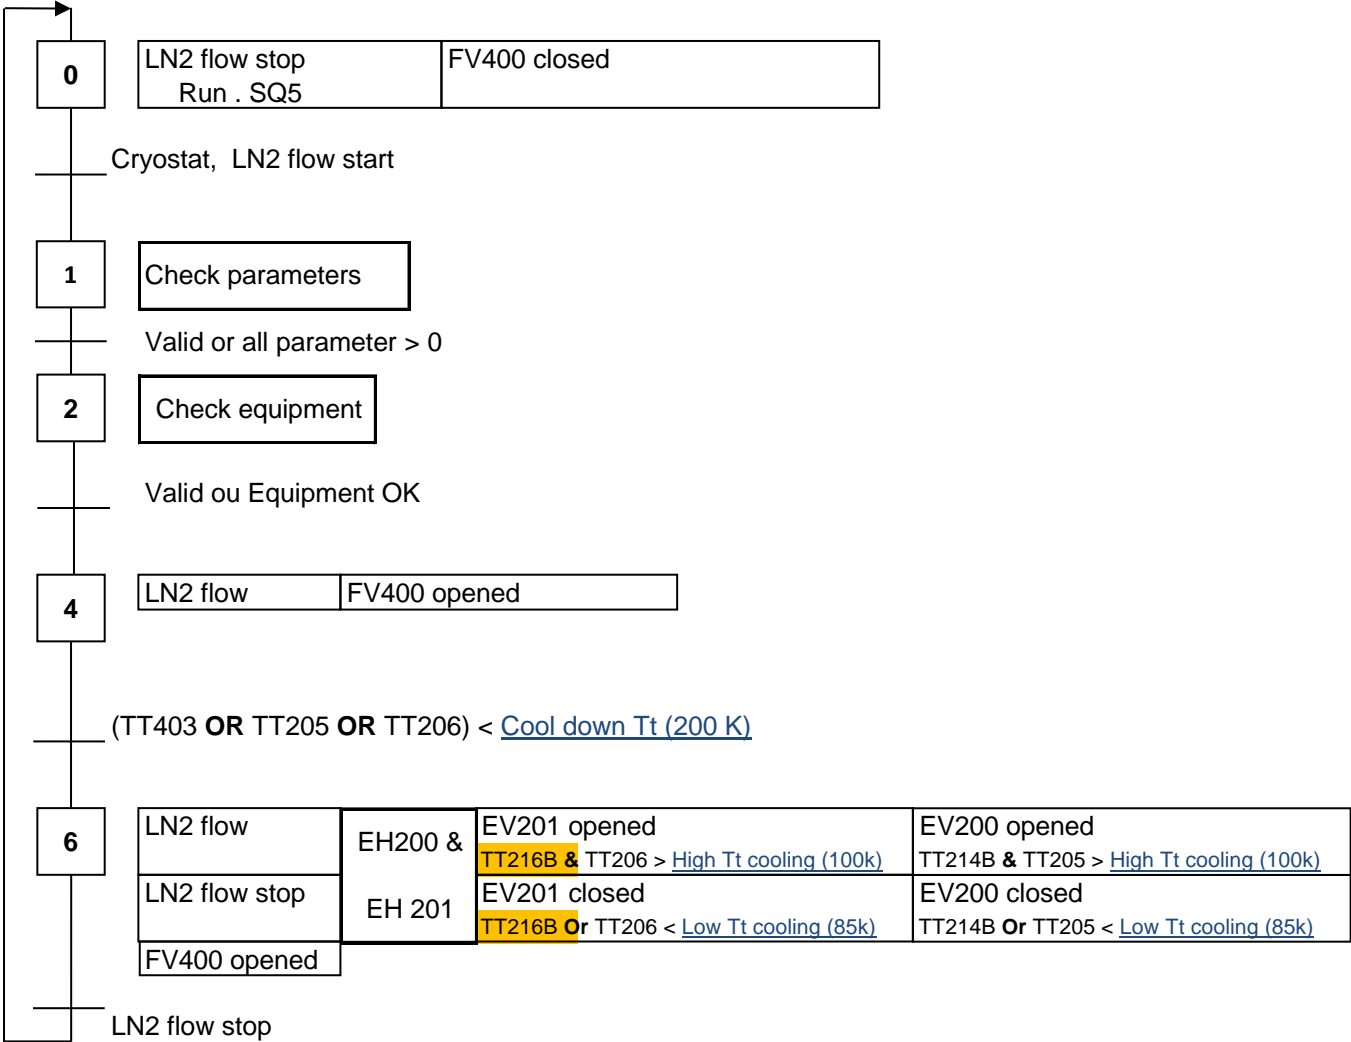 0
LN2 flow stop
FV400 closed
Run . SQ5
Cryostat, LN2 flow start
1
Check parameters
Valid or all parameter > 0
2
Check equipment
Valid ou Equipment OK
4
LN2 flow
FV400 opened
(TT403 OR TT205 OR TT206) < Cool down Tt (200 K)
6
LN2 flow
EH200 &
EH 201
EV201 opened
TT216B & TT206 > High Tt cooling (100k)
EV200 opened
TT214B & TT205 > High Tt cooling (100k)
LN2 flow stop
EV201 closed
TT216B Or TT206 < Low Tt cooling (85k)
EV200 closed
TT214B Or TT205 < Low Tt cooling (85k)
FV400 opened
LN2 flow stop